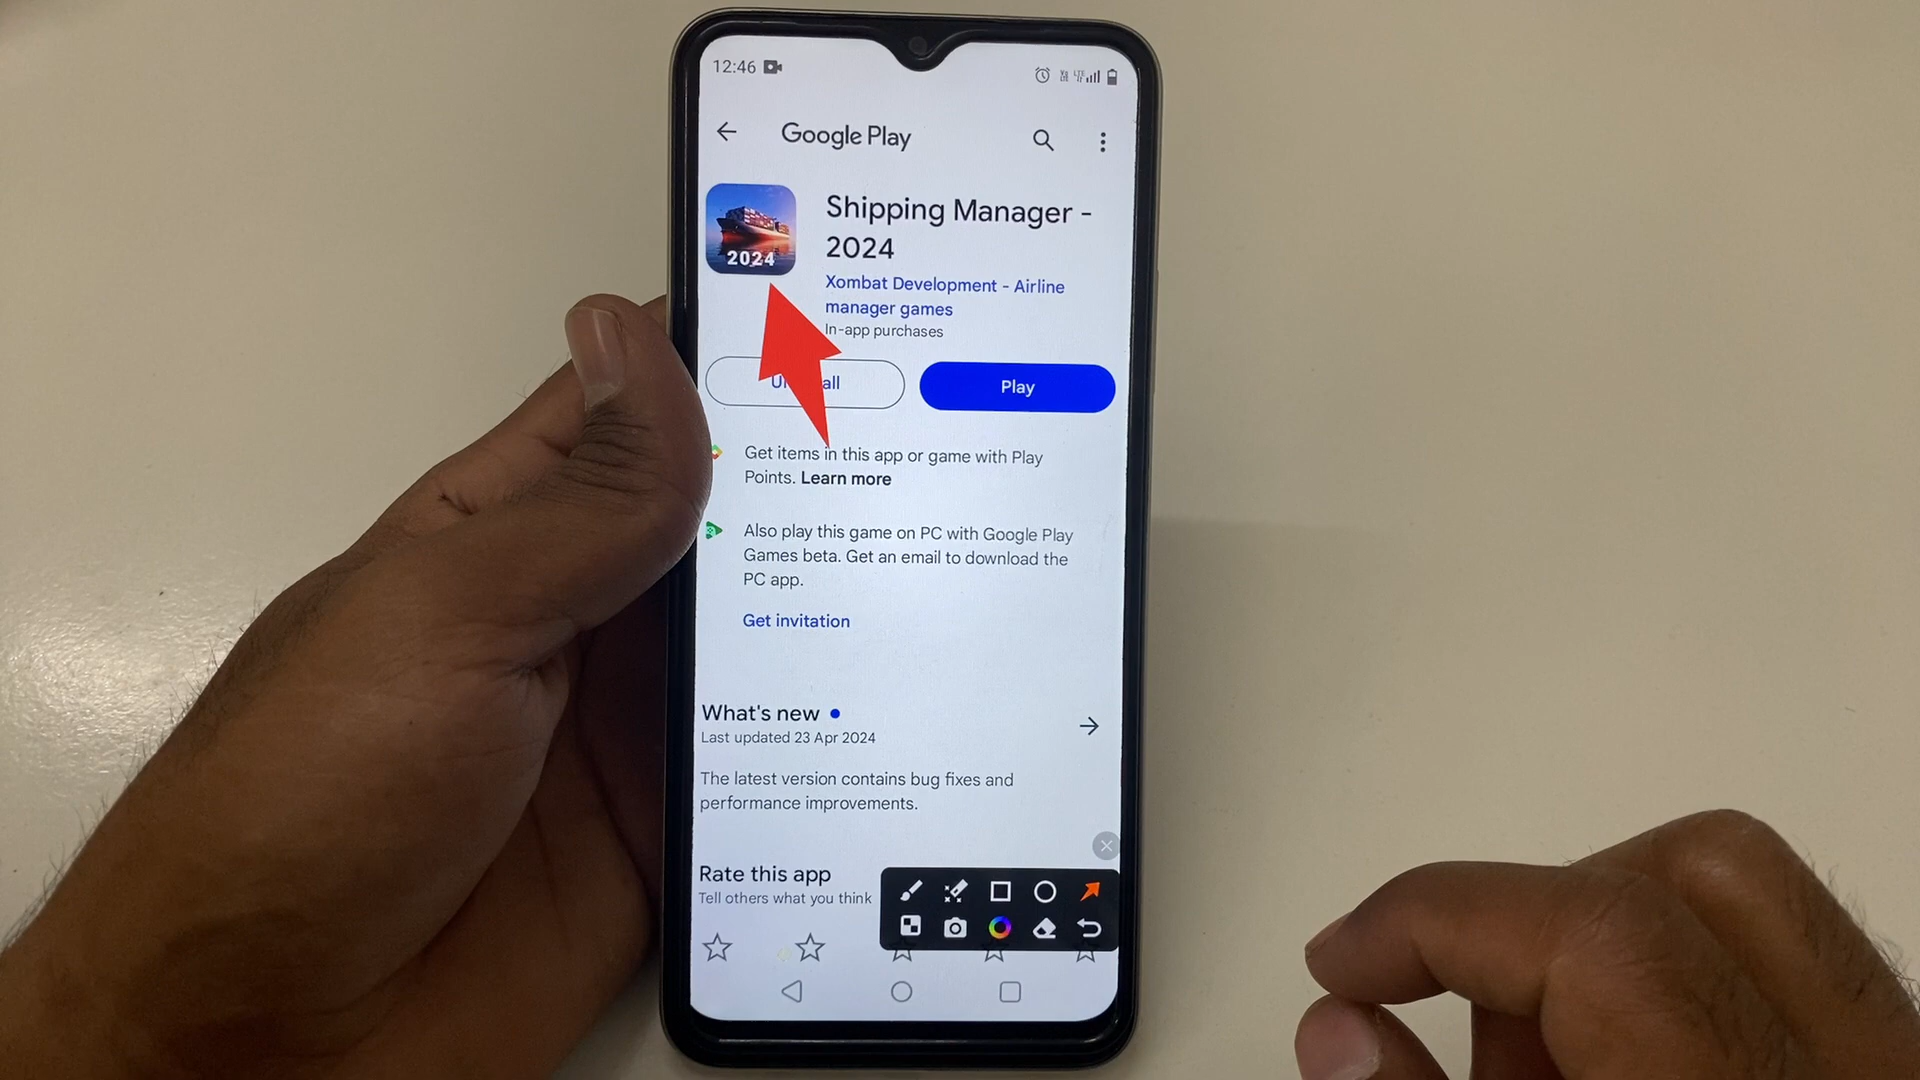 12:46
Google Play
2024
Shipping Manager -
2024
Xombat Development - Airline
manager games
In-app purchases
Play
Get items in this app or game with Play
Points. Learn more
Also play this game on PC with Google Play
Games beta. Get an email to download the
PC app.
Get invitation
What's new
Last updated 23 Apr 2024
The latest version contains bug fixes and
performance improvements.
Rate this app
Tell others what you think